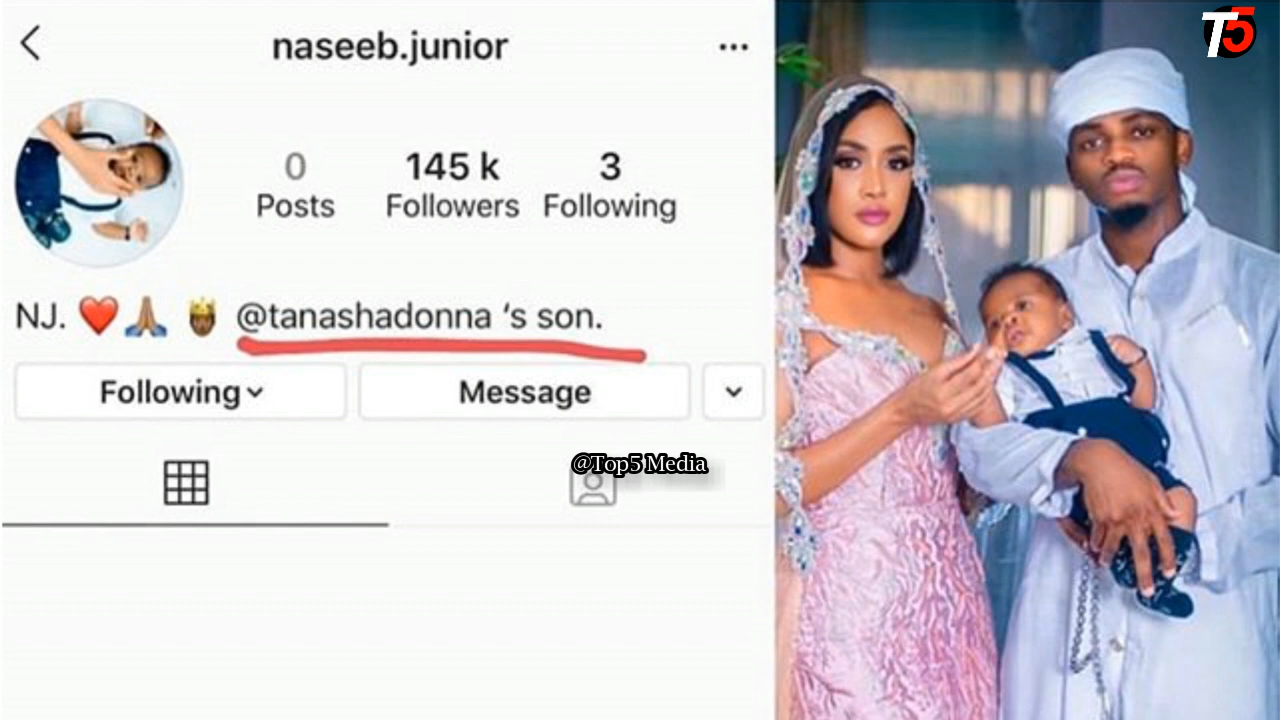 naseeb.junior
0 145 k 3
Posts Followers Following
NJ. ❤️🙏🏾 🤴🏾 @tanashadonna ‘s son.
Following Message
@Top5 Media
T5